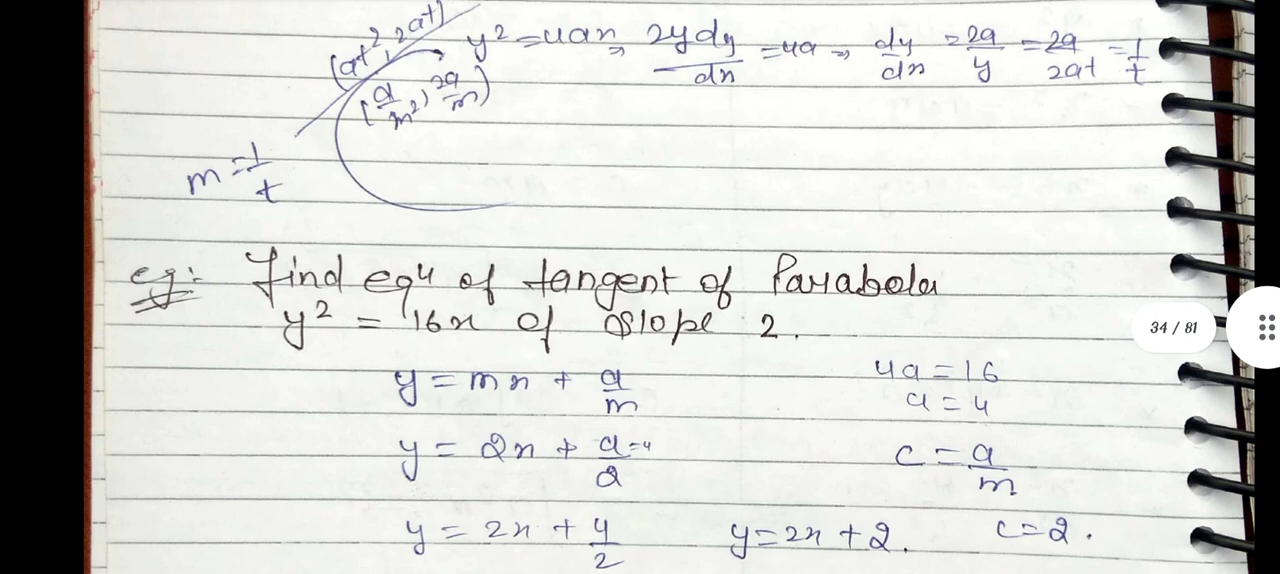 (at², 2at)
y² = 4ax ⇒ 2ydy/dx = 4a ⇒ dy/dx = 2a/y = 2a/2at = 1/t
(a/m², 2a/m)
m = 1/t
eg:- Find eqⁿ of tangent of Parabola
y² = 16x of slope 2.
34 / 81
y = mx + a/m
4a = 16
a = 4
y = 2x + a=4/2
c = a/m
y = 2x + 4/2 y = 2x + 2. c = 2.